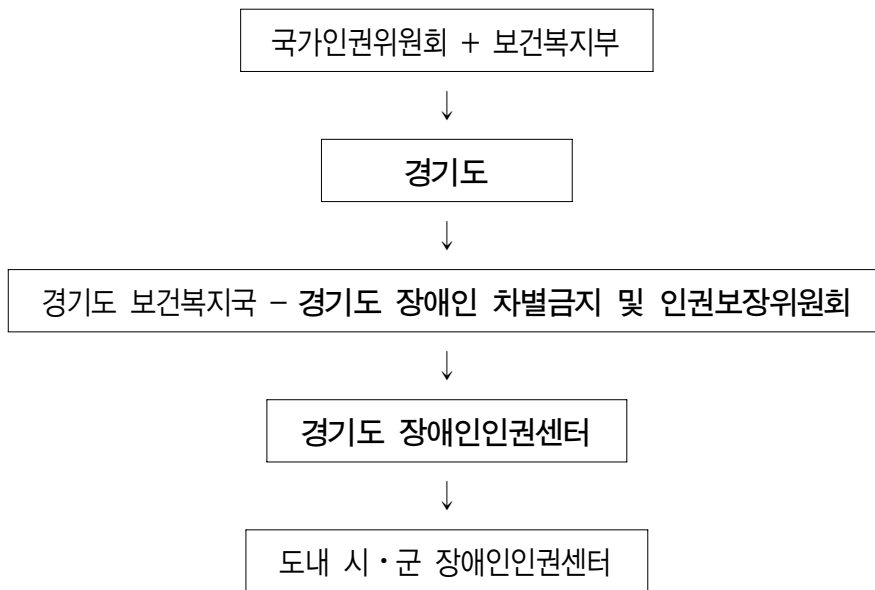 국가인권위원회 + 보건복지부
↓
경기도
↓
경기도 보건복지국 – 경기도 장애인 차별금지 및 인권보장위원회
↓
경기도 장애인인권센터
↓
도내 시·군 장애인인권센터